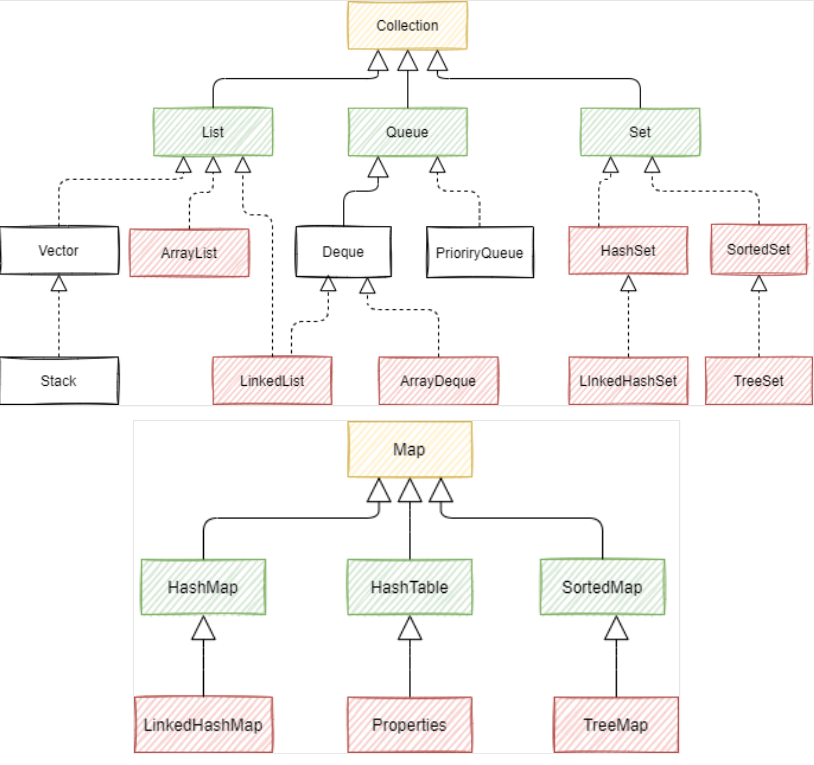 Collection
List
Queue
Set
Vector
ArrayList
Deque
PrioriryQueue
HashSet
SortedSet
Stack
LinkedList
ArrayDeque
LInkedHashSet
TreeSet
Map
HashMap
HashTable
SortedMap
LinkedHashMap
Properties
TreeMap